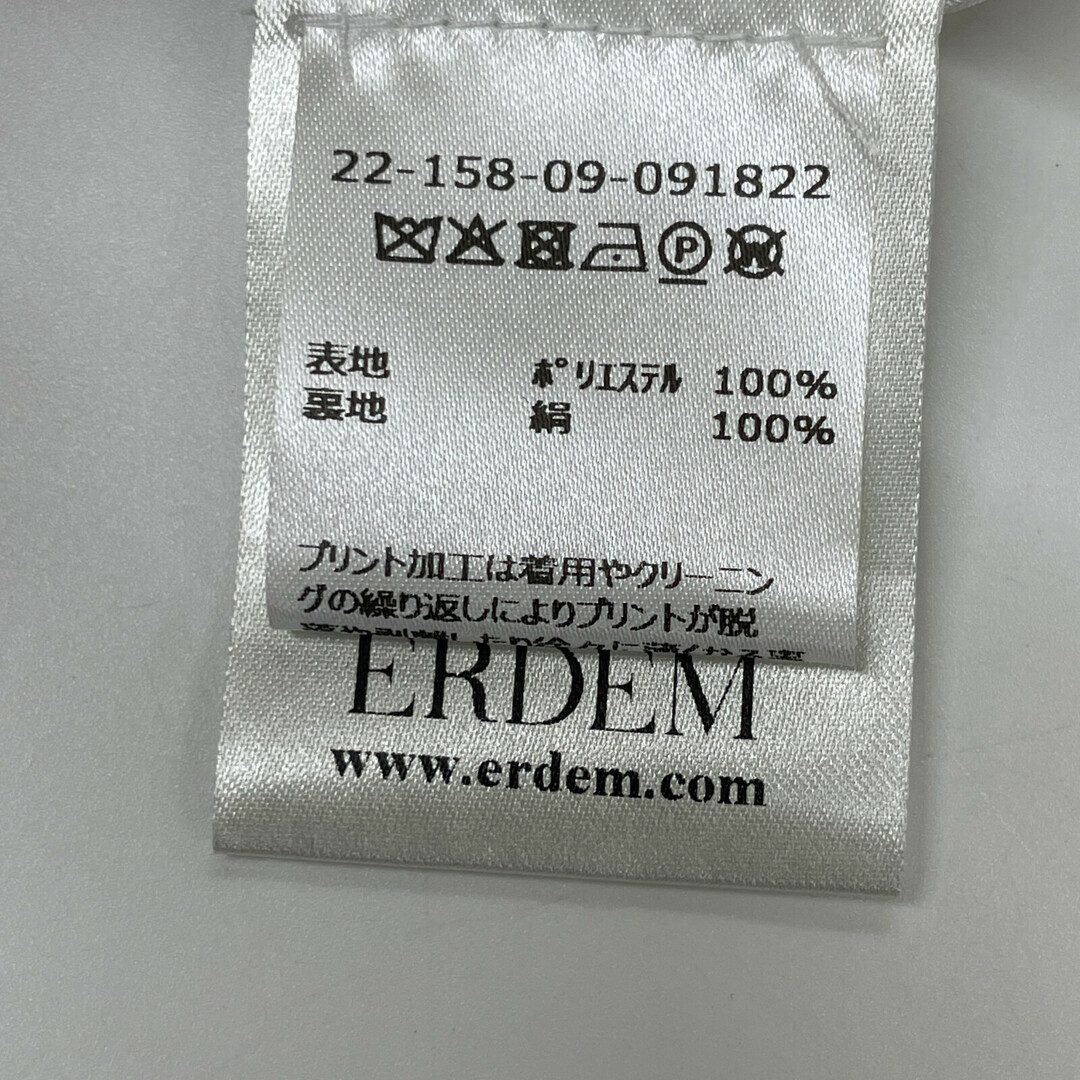 22-158-09-091822
P W
表地 ポリエステル 100%
裏地 絹 100%
プリント加工は着用やクリーニン
グの繰り返しによりプリントが脱
ERDEM
www.erdem.com